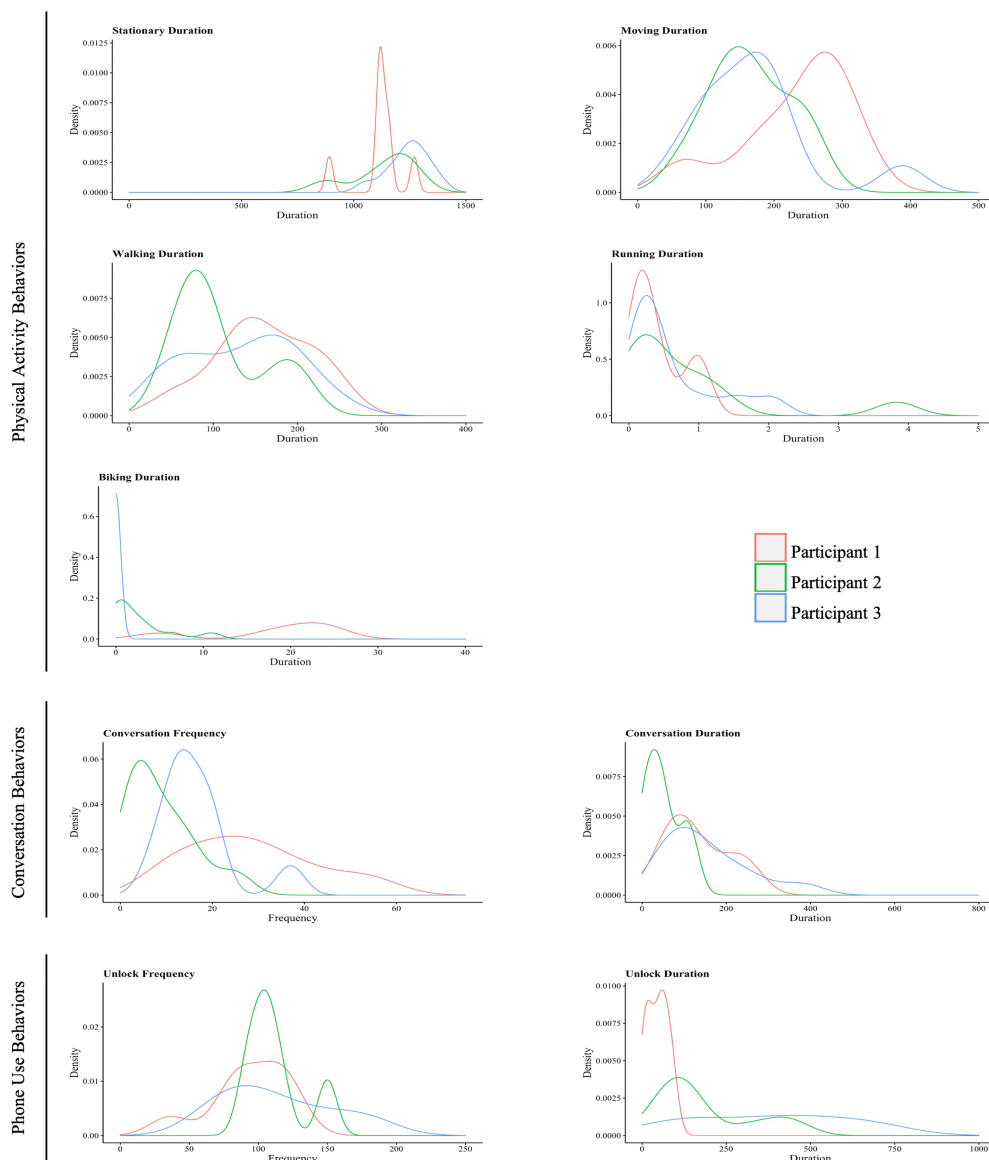 Physical Activity Behaviors
Stationary Duration
Density
0.0125
0.0100
0.0075
0.0050
0.0025
0.0000
0
500
1000
1500
Duration
Moving Duration
Density
0.006
0.004
0.002
0.000
0
100
200
300
400
500
Duration
Walking Duration
Density
0.0075
0.0050
0.0025
0.0000
0
100
200
300
400
Duration
Running Duration
Density
1.0
0.5
0.0
0
1
2
3
4
5
Duration
Biking Duration
Density
0.6
0.4
0.2
0.0
0
10
20
30
40
Duration
Participant 1
Participant 2
Participant 3
Conversation Behaviors
Conversation Frequency
Density
0.06
0.04
0.02
0.00
0
20
40
60
Frequency
Conversation Duration
Density
0.0075
0.0050
0.0025
0.0000
0
200
400
600
800
Duration
Phone Use Behaviors
Unlock Frequency
Density
0.02
0.01
0.00
0
50
100
150
200
250
Frequency
Unlock Duration
Density
0.0100
0.0075
0.0050
0.0025
0.0000
0
250
500
750
1000
Duration